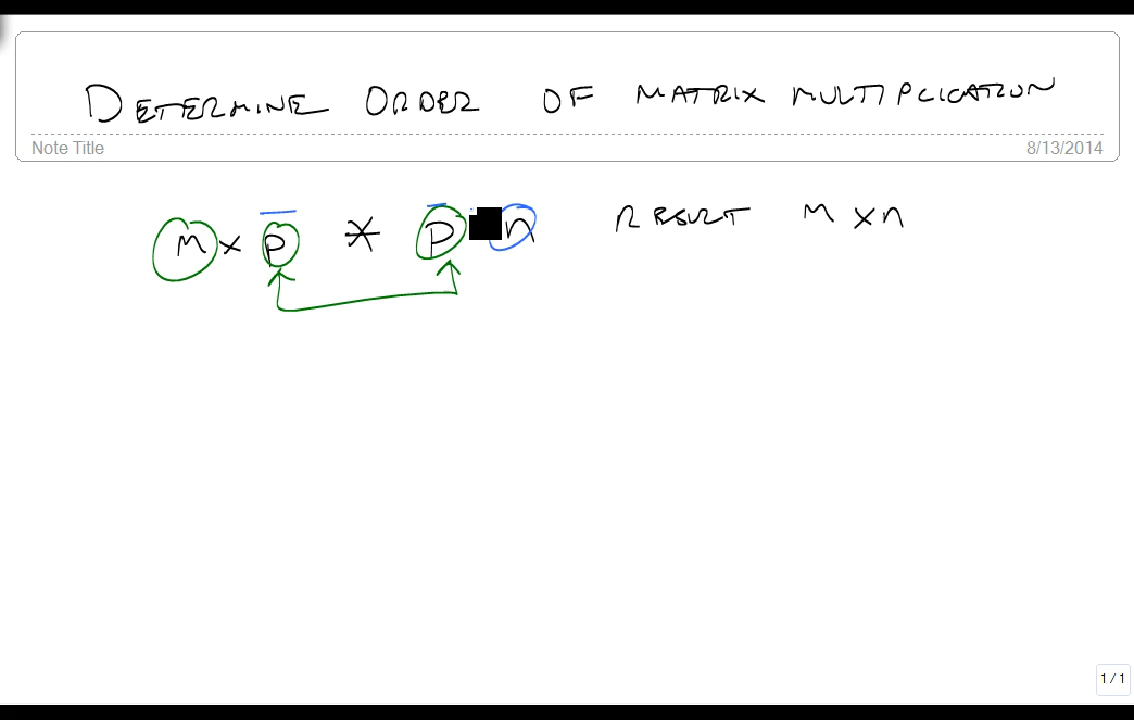 DETERMINE ORDER OF MATRIX MULTIPLICATION
Note Title 8/13/2014
m x p * p n RESULT m x n
1/1